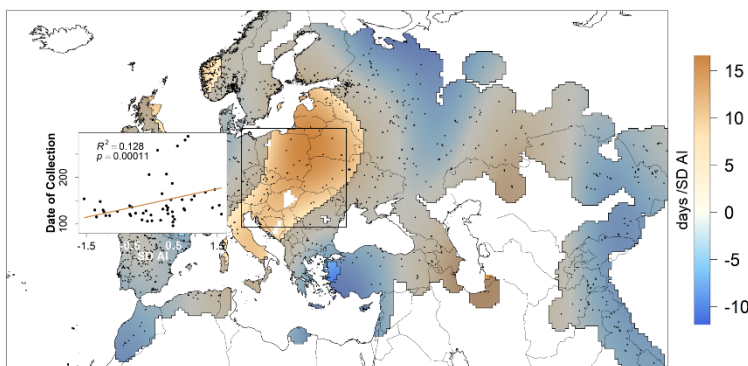 R² = 0.128
p = 0.00011
Date of Collection
200
100
-1.5
-0.5
0.5
1.5
SD AI
15
10
5
0
-5
-10
days /SD AI